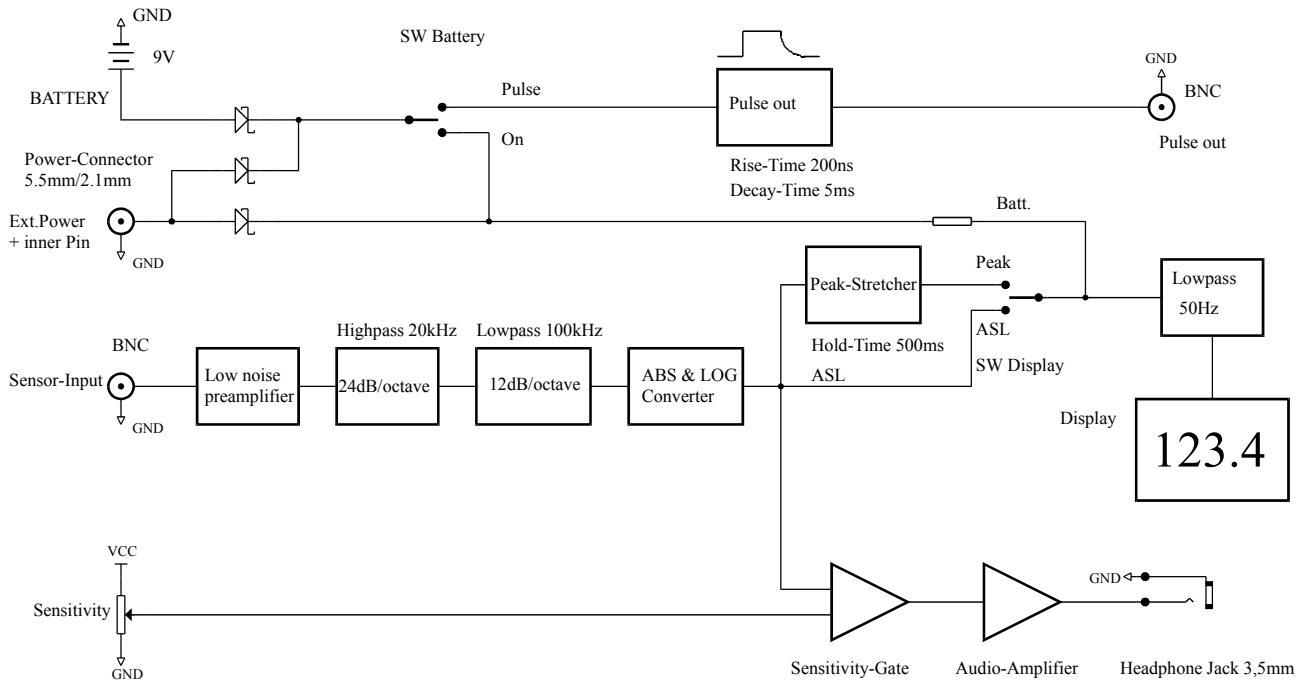 GND
9V
SW Battery
BATTERY
Pulse
On
Pulse out
Rise-Time 200ns
Decay-Time 5ms
GND
BNC
Pulse out
Power-Connector
5.5mm/2.1mm
Ext.Power
+ inner Pin
GND
Batt.
Peak-Stretcher
Hold-Time 500ms
Peak
ASL
SW Display
Lowpass
50Hz
BNC
Sensor-Input
GND
Low noise
preamplifier
Highpass 20kHz
24dB/octave
Lowpass 100kHz
12dB/octave
ABS & LOG
Converter
ASL
Display
123.4
VCC
Sensitivity
GND
Sensitivity-Gate
Audio-Amplifier
GND
Headphone Jack 3,5mm